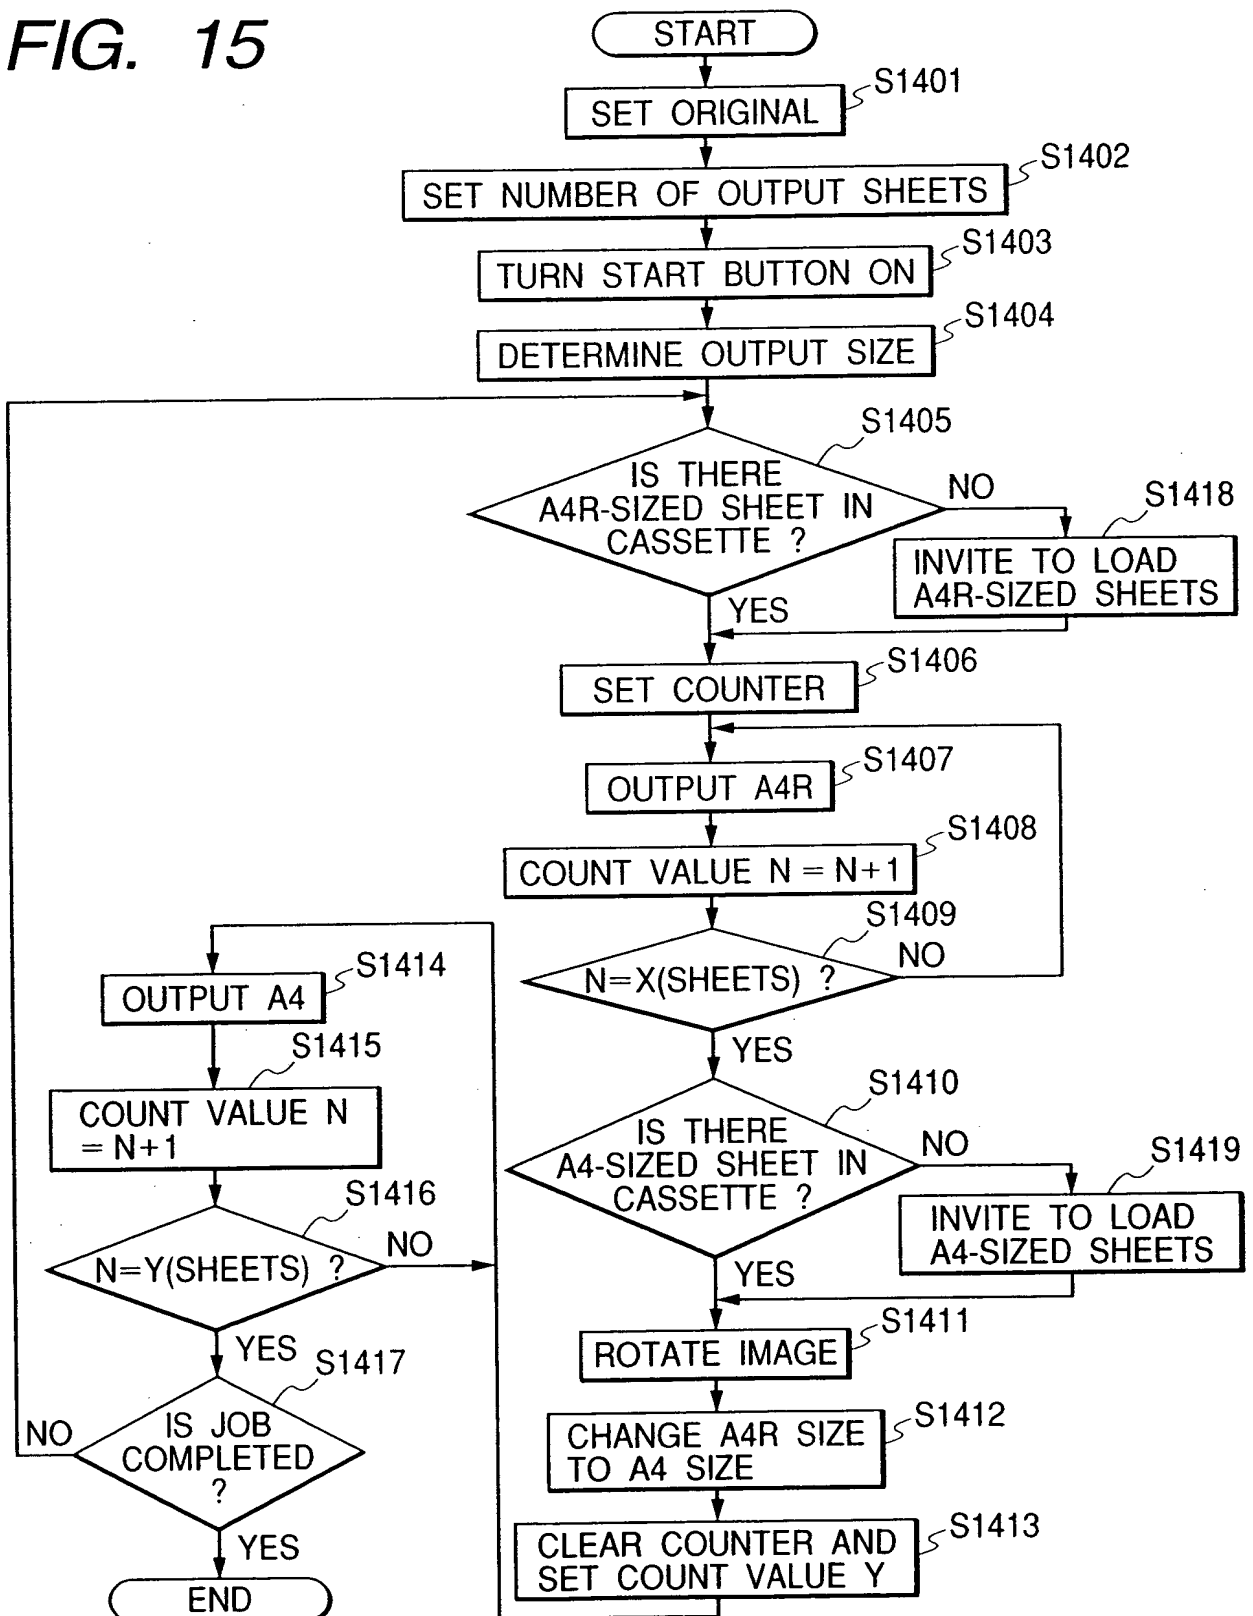 FIG. 15
START
S1401
SET ORIGINAL
S1402
SET NUMBER OF OUTPUT SHEETS
S1403
TURN START BUTTON ON
S1404
DETERMINE OUTPUT SIZE
S1405
IS THERE
A4R-SIZED SHEET IN
CASSETTE ?
NO
S1418
INVITE TO LOAD
A4R-SIZED SHEETS
YES
S1406
SET COUNTER
S1407
OUTPUT A4R
S1408
COUNT VALUE N = N+1
S1409
N=X(SHEETS) ?
NO
YES
S1410
IS THERE
A4-SIZED SHEET IN
CASSETTE ?
NO
S1419
INVITE TO LOAD
A4-SIZED SHEETS
YES
S1411
ROTATE IMAGE
S1412
CHANGE A4R SIZE
TO A4 SIZE
S1413
CLEAR COUNTER AND
SET COUNT VALUE Y
S1414
OUTPUT A4
S1415
COUNT VALUE N
= N+1
S1416
N=Y(SHEETS) ?
NO
YES
S1417
IS JOB
COMPLETED
?
NO
YES
END